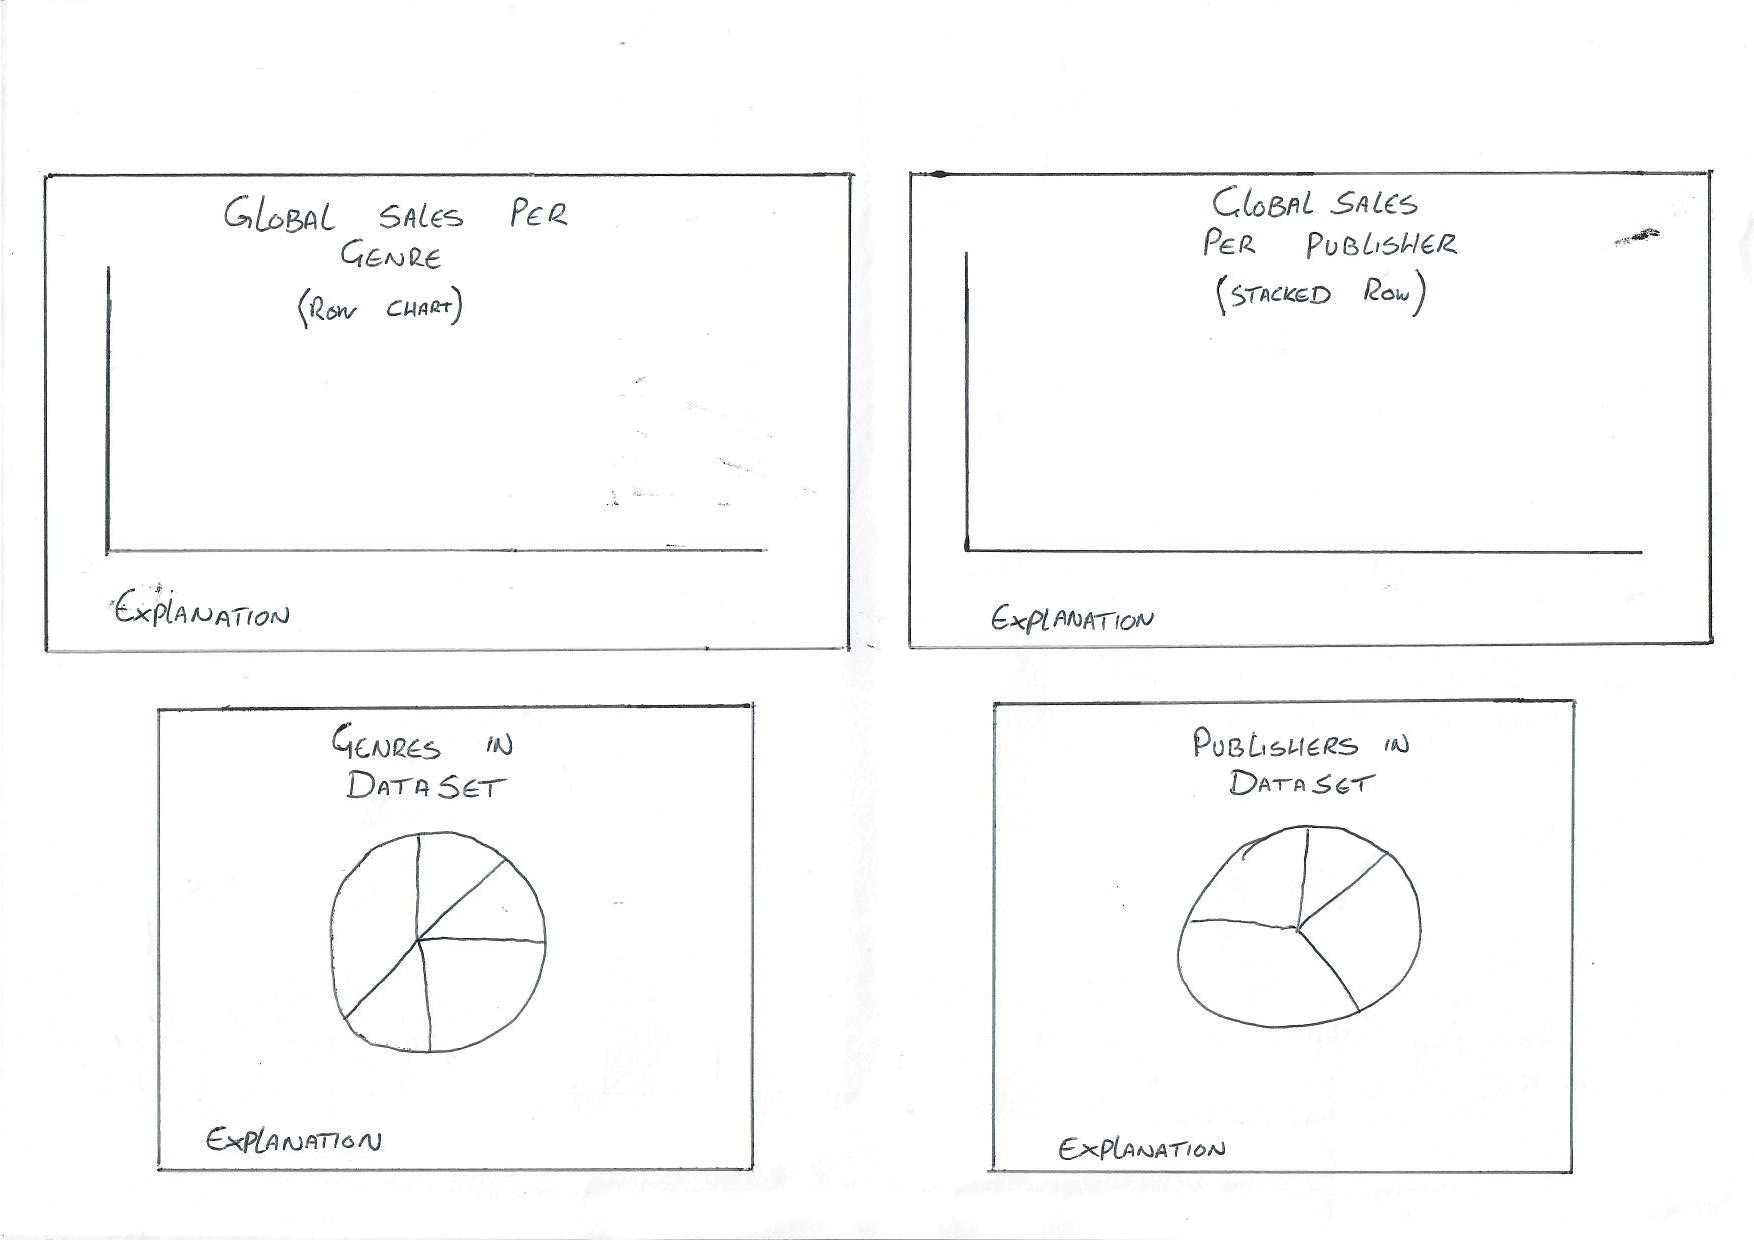 GLOBAL SALES PER
GENRE
(ROW CHART)
EXPLANATION
GLOBAL SALES
PER PUBLISHER
(STACKED ROW)
EXPLANATION
GENRES IN
DATASET
EXPLANATION
PUBLISHERS IN
DATASET
EXPLANATION